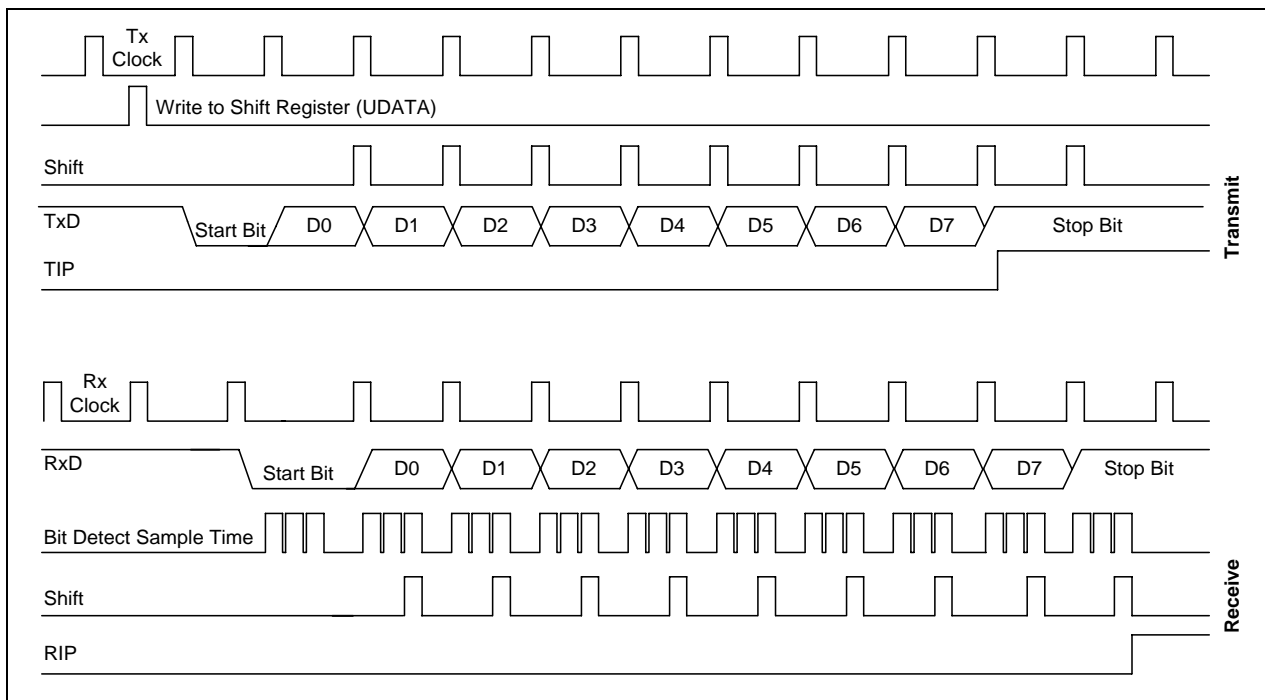 Tx
Clock
Write to Shift Register (UDATA)
Shift
TxD
Start Bit
D0
D1
D2
D3
D4
D5
D6
D7
Stop Bit
TIP
Transmit
Rx
Clock
RxD
Start Bit
D0
D1
D2
D3
D4
D5
D6
D7
Stop Bit
Bit Detect Sample Time
Shift
RIP
Receive